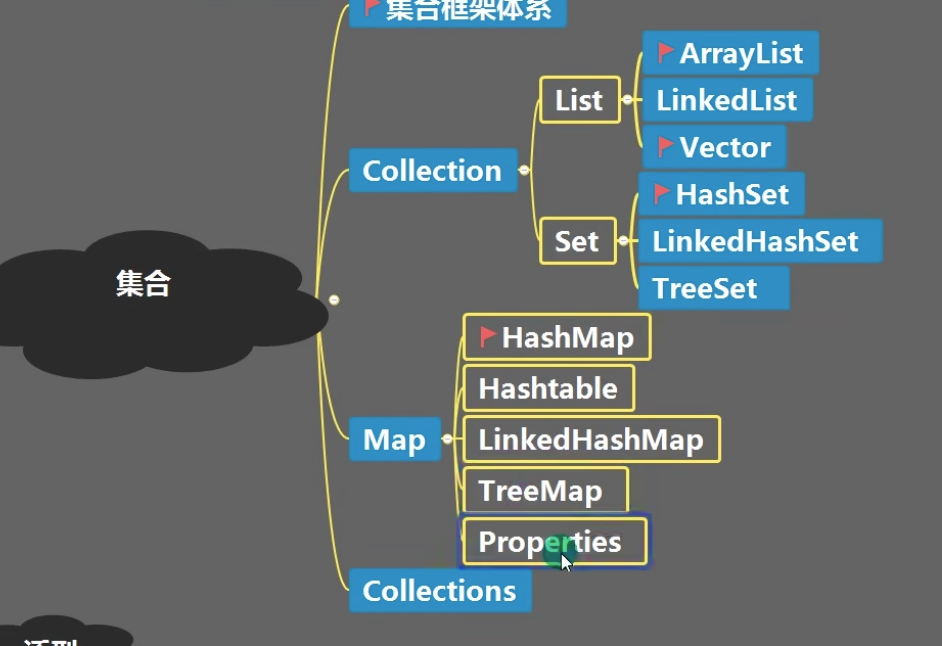 集合框架体系
ArrayList
List
LinkedList
Vector
Collection
HashSet
Set
LinkedHashSet
TreeSet
集合
HashMap
Hashtable
Map
LinkedHashMap
TreeMap
Properties
Collections
泛型